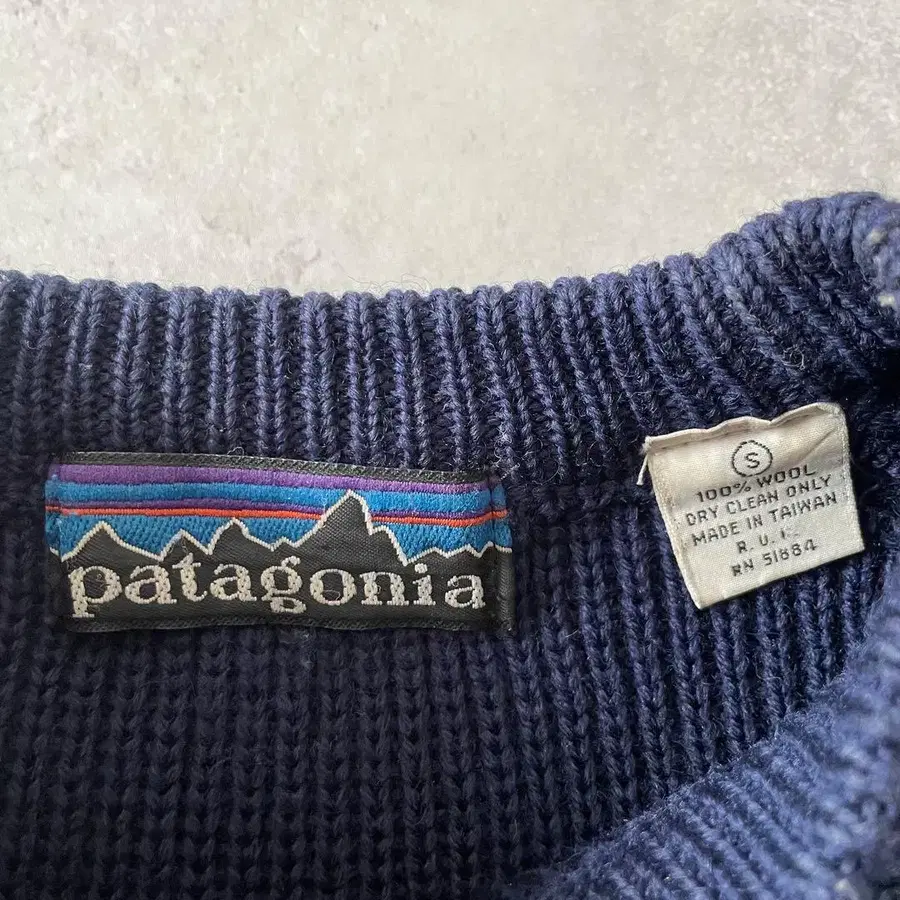 patagonia
S
100% WOOL
DRY CLEAN ONLY
MADE IN TAIWAN
RN 51884